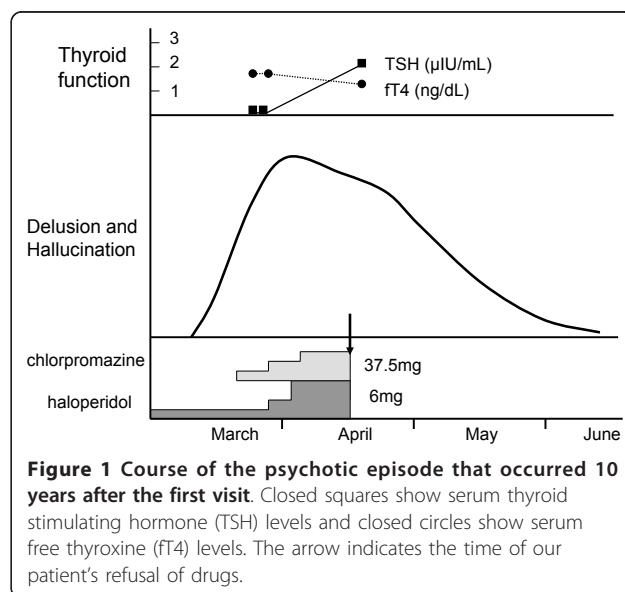 Thyroid
function
3
2
1
TSH (µIU/mL)
fT4 (ng/dL)
Delusion and
Hallucination
chlorpromazine
37.5mg
haloperidol
6mg
March
April
May
June
Figure 1 Course of the psychotic episode that occurred 10
years after the first visit. Closed squares show serum thyroid
stimulating hormone (TSH) levels and closed circles show serum
free thyroxine (fT4) levels. The arrow indicates the time of our
patient's refusal of drugs.